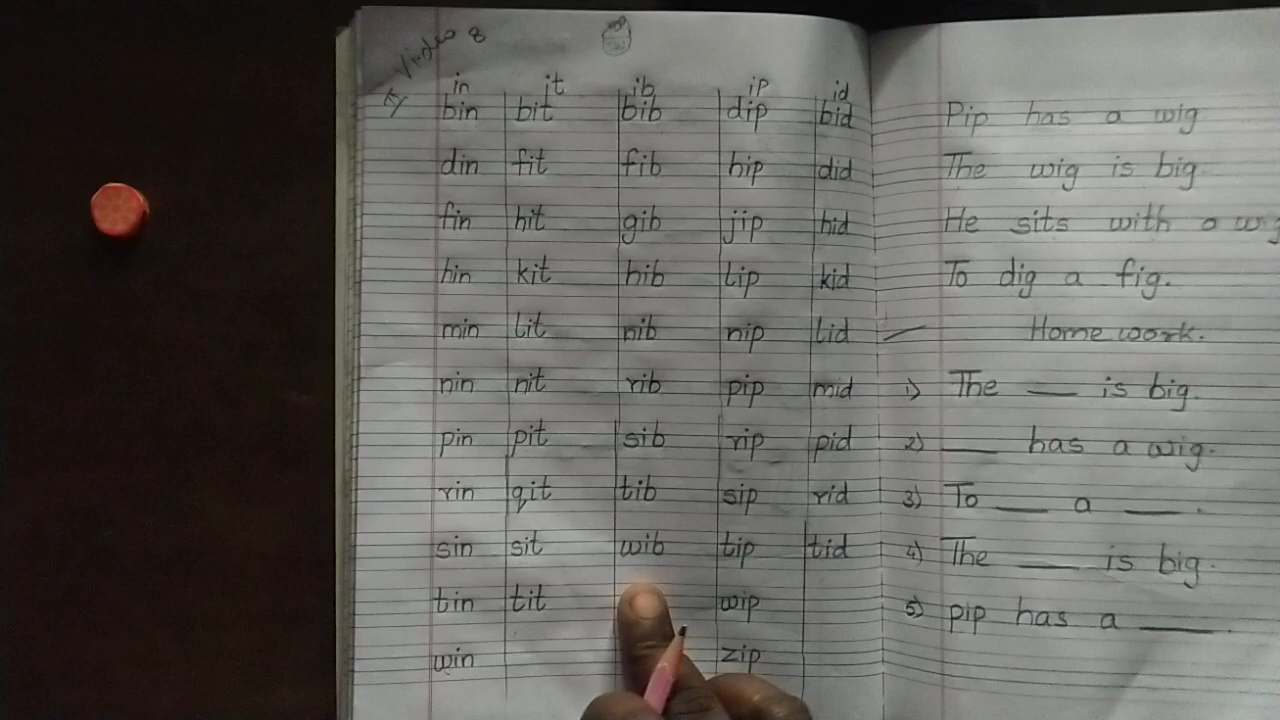 Video 8
in it ib ip id
bin bit bib dip bid
din fit fib hip did
fin hit gib jip hid
hin kit hib lip kid
min lit nib nip lid
nin nit rib pip mid
pin pit sib rip pid
rin qit tib sip rid
sin sit wib tip tid
tin tit wip
win zip
Pip has a wig
The wig is big
He sits with a
To dig a fig.
Home work.
1) The ___ is big.
2) ___ has a wig.
3) To ___ a ___.
4) The ___ is big.
5) pip has a ___.